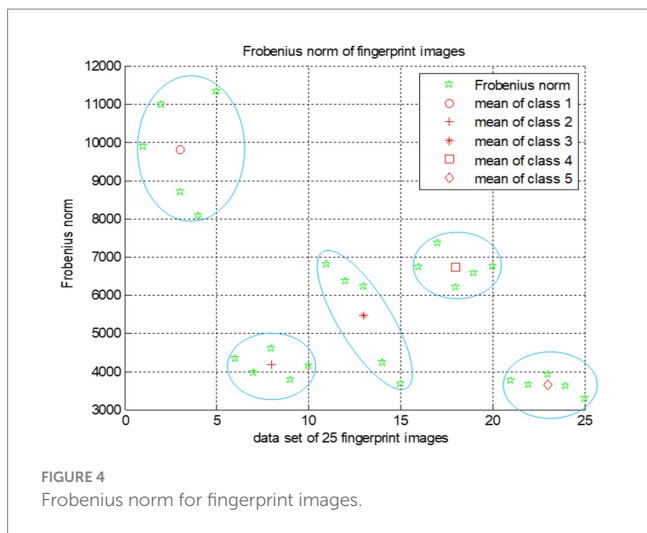 Frobenius norm of fingerprint images
12000
11000
10000
9000
8000
7000
6000
5000
4000
3000
Frobenius norm
Frobenius norm
mean of class 1
mean of class 2
mean of class 3
mean of class 4
mean of class 5
0 5 10 15 20 25
data set of 25 fingerprint images
FIGURE 4
Frobenius norm for fingerprint images.